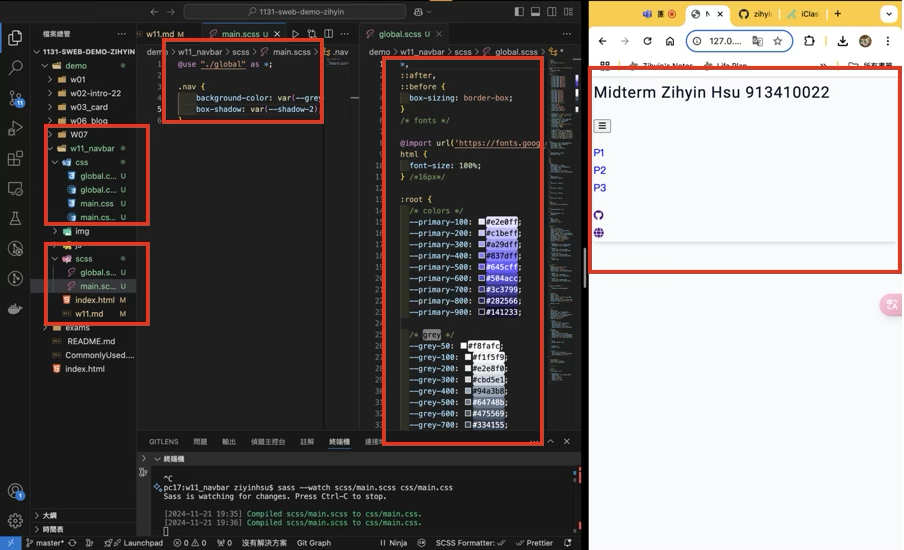 zihyin-demo-zihyin
檔案總管
1131-SWEB-DEMO-ZIHYIN
demo
w01
w02-intro-22
w03_card
w06_blog
W07
w11_navbar
css
global.c... U
global.c... U
main.css U
main.cs... U
img
js
scss
global.s... U
main.sc... U
index.html M
w11.md M
exams
README.md
CommonlyUsed....
index.html
大綱
時間表
w11.md M
main.scss U
demo > w11_navbar > scss > main.scss > .nav
@use "./global" as *;
.nav {
background-color: var(--grey
box-shadow: var(--shadow-2);
global.scss U
demo > w11_navbar > scss > global.scss >
*,
::after,
::before {
box-sizing: border-box;
}
/* fonts */
@import url('https://fonts.goog
html {
font-size: 100%;
} /*16px*/
:root {
/* colors */
--primary-100: #e2e0ff;
--primary-200: #c1beff;
--primary-300: #a29dff;
--primary-400: #837dff;
--primary-500: #645cff;
--primary-600: #504acc;
--primary-700: #3c3799;
--primary-800: #282566;
--primary-900: #141233;
/* grey */
--grey-50: #f8fafc;
--grey-100: #f1f5f9;
--grey-200: #e2e8f0;
--grey-300: #cbd5e1;
--grey-400: #94a3b8;
--grey-500: #64748b;
--grey-600: #475569;
--grey-700: #334155;
GITLENS 問題 輸出 偵錯主控台 註解 終端機
終端機
^C
pc17:w11_navbar ziyinhsu$ sass --watch scss/main.scss css/main.css
Sass is watching for changes. Press Ctrl-C to stop.
[2024-11-21 19:35] Compiled scss/main.scss to css/main.css.
[2024-11-21 19:36] Compiled scss/main.scss to css/main.css.
master* Launchpad 0 0 0 沒有解決方案 Git Graph Ninja SCSS Formatter: Prettier
zihyi
iClas
127.0....
Zihyin's Notes
Life Plan
所有書籤
Midterm Zihyin Hsu 913410022
P1
P2
P3